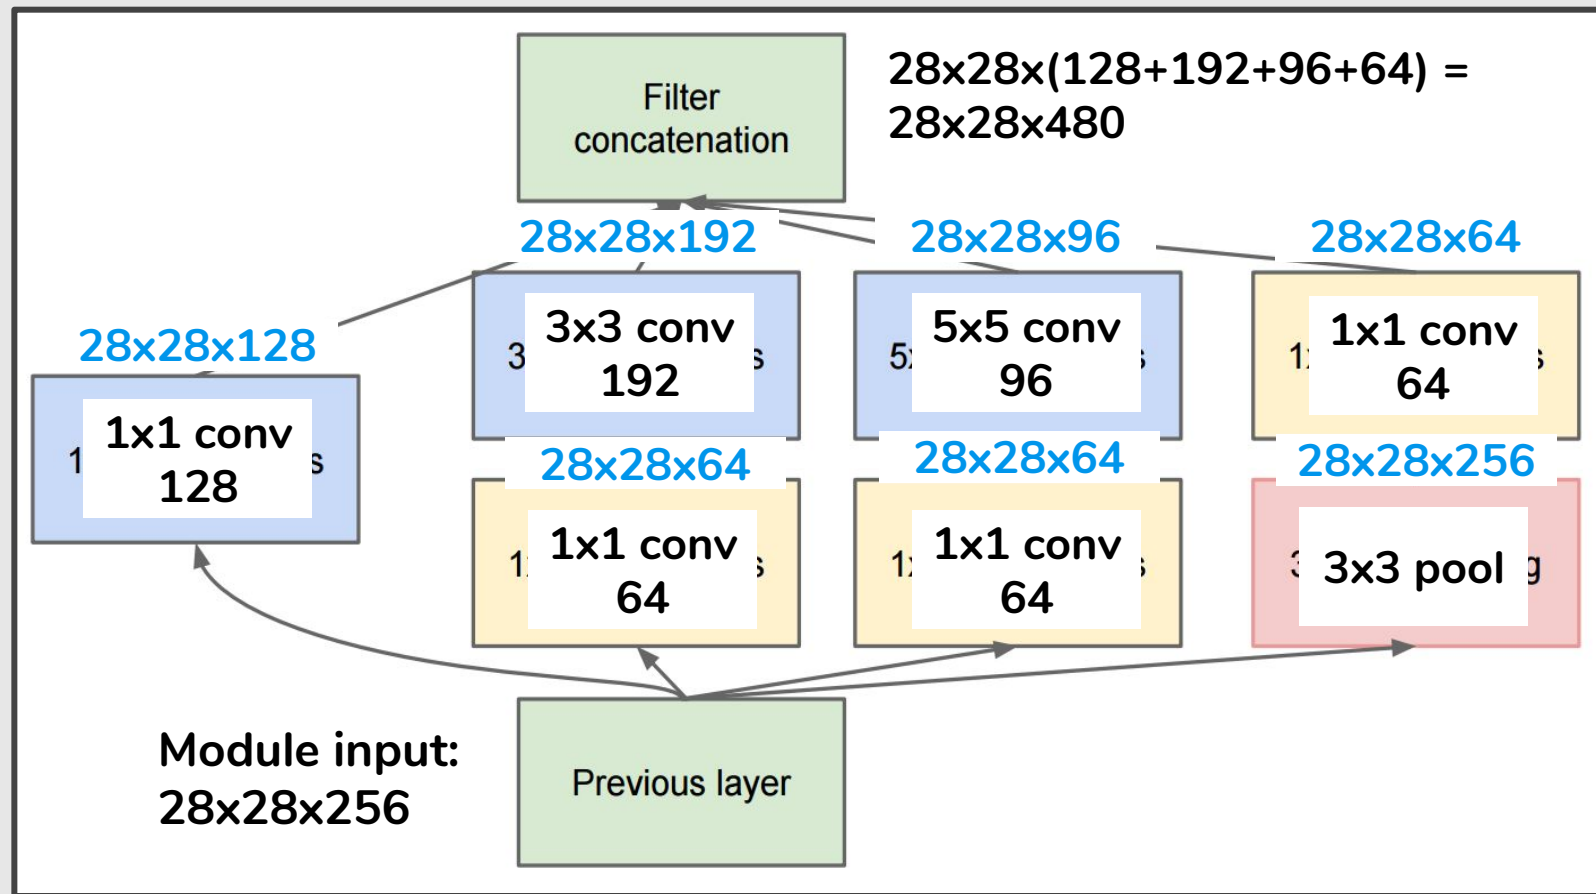 Filter
concatenation
28x28x(128+192+96+64) =
28x28x480
28x28x192
28x28x96
28x28x64
28x28x128
3x3 conv
192
5x5 conv
96
1x1 conv
64
1x1 conv
128
28x28x64
28x28x64
28x28x256
1x1 conv
64
1x1 conv
64
3x3 pool
Module input:
28x28x256
Previous layer